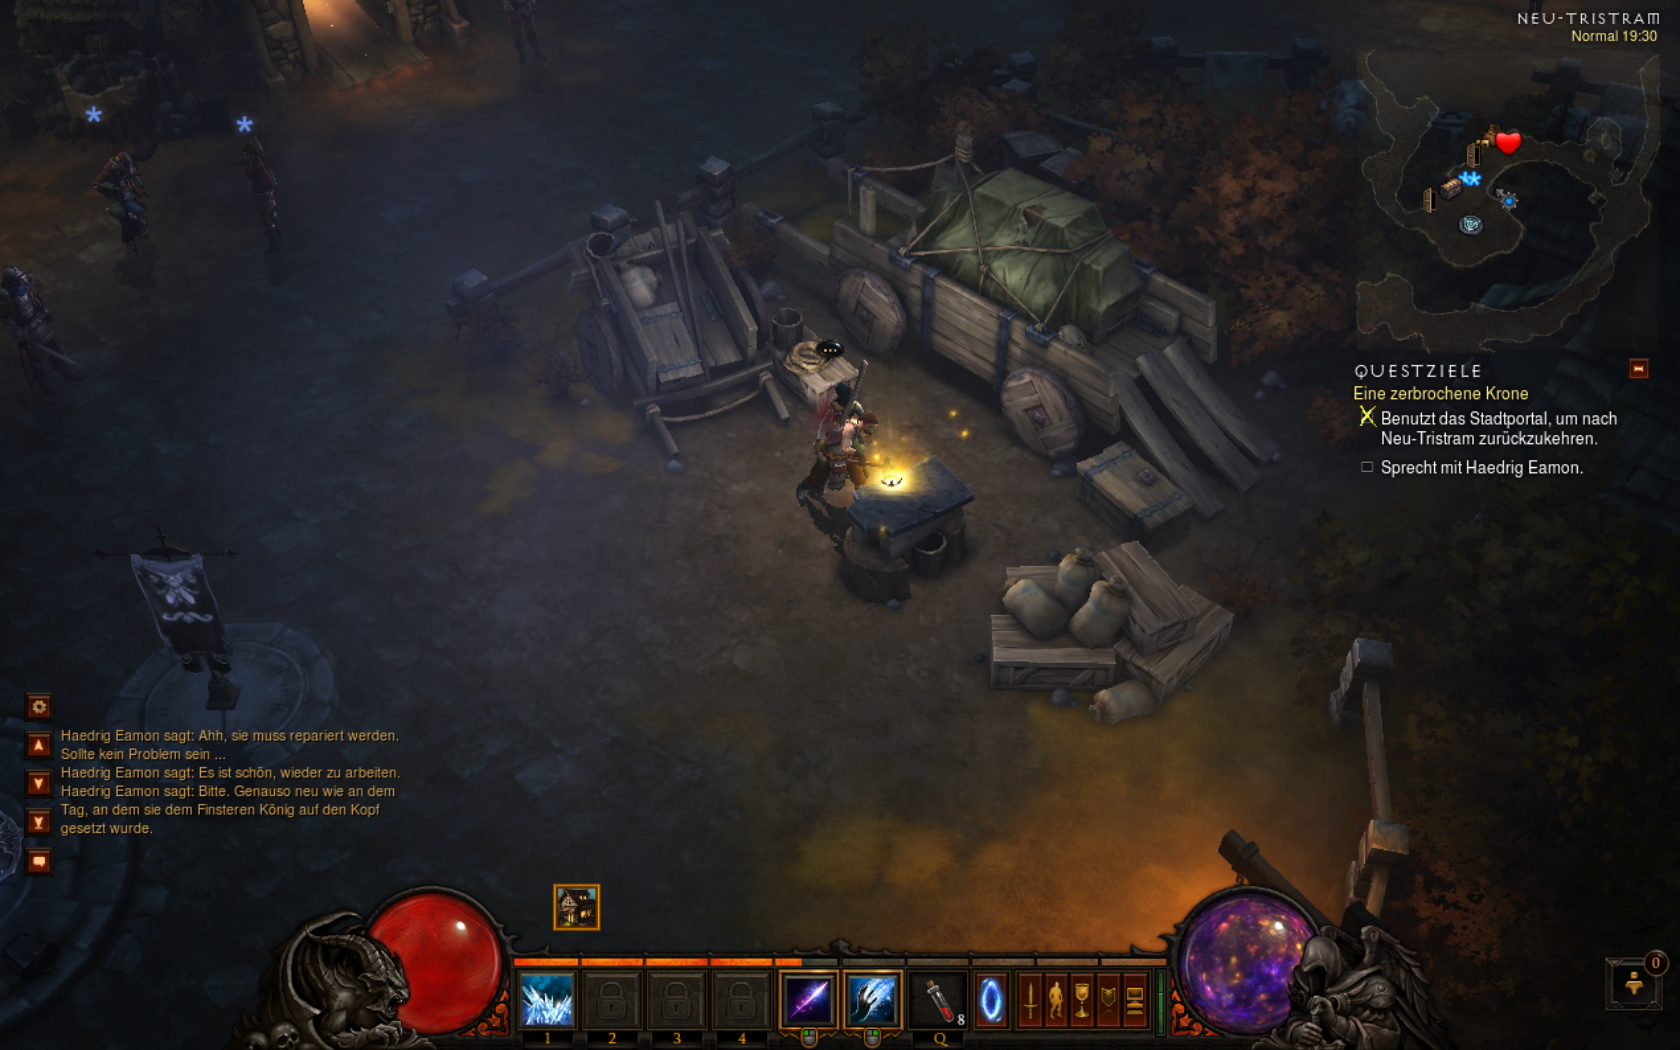 NEU-TRISTRAM
Normal 19:30
QUESTZIELE
Eine zerbrochene Krone
Benutzt das Stadtportal, um nach
Neu-Tristram zurückzukehren.
Sprecht mit Haedrig Eamon.
Haedrig Eamon sagt: Ahh, sie muss repariert werden.
Sollte kein Problem sein ...
Haedrig Eamon sagt: Es ist schön, wieder zu arbeiten.
Haedrig Eamon sagt: Bitte. Genauso neu wie an dem
Tag, an dem sie dem Finsteren König auf den Kopf
gesetzt wurde.
0
8
1 2 3 4 Q